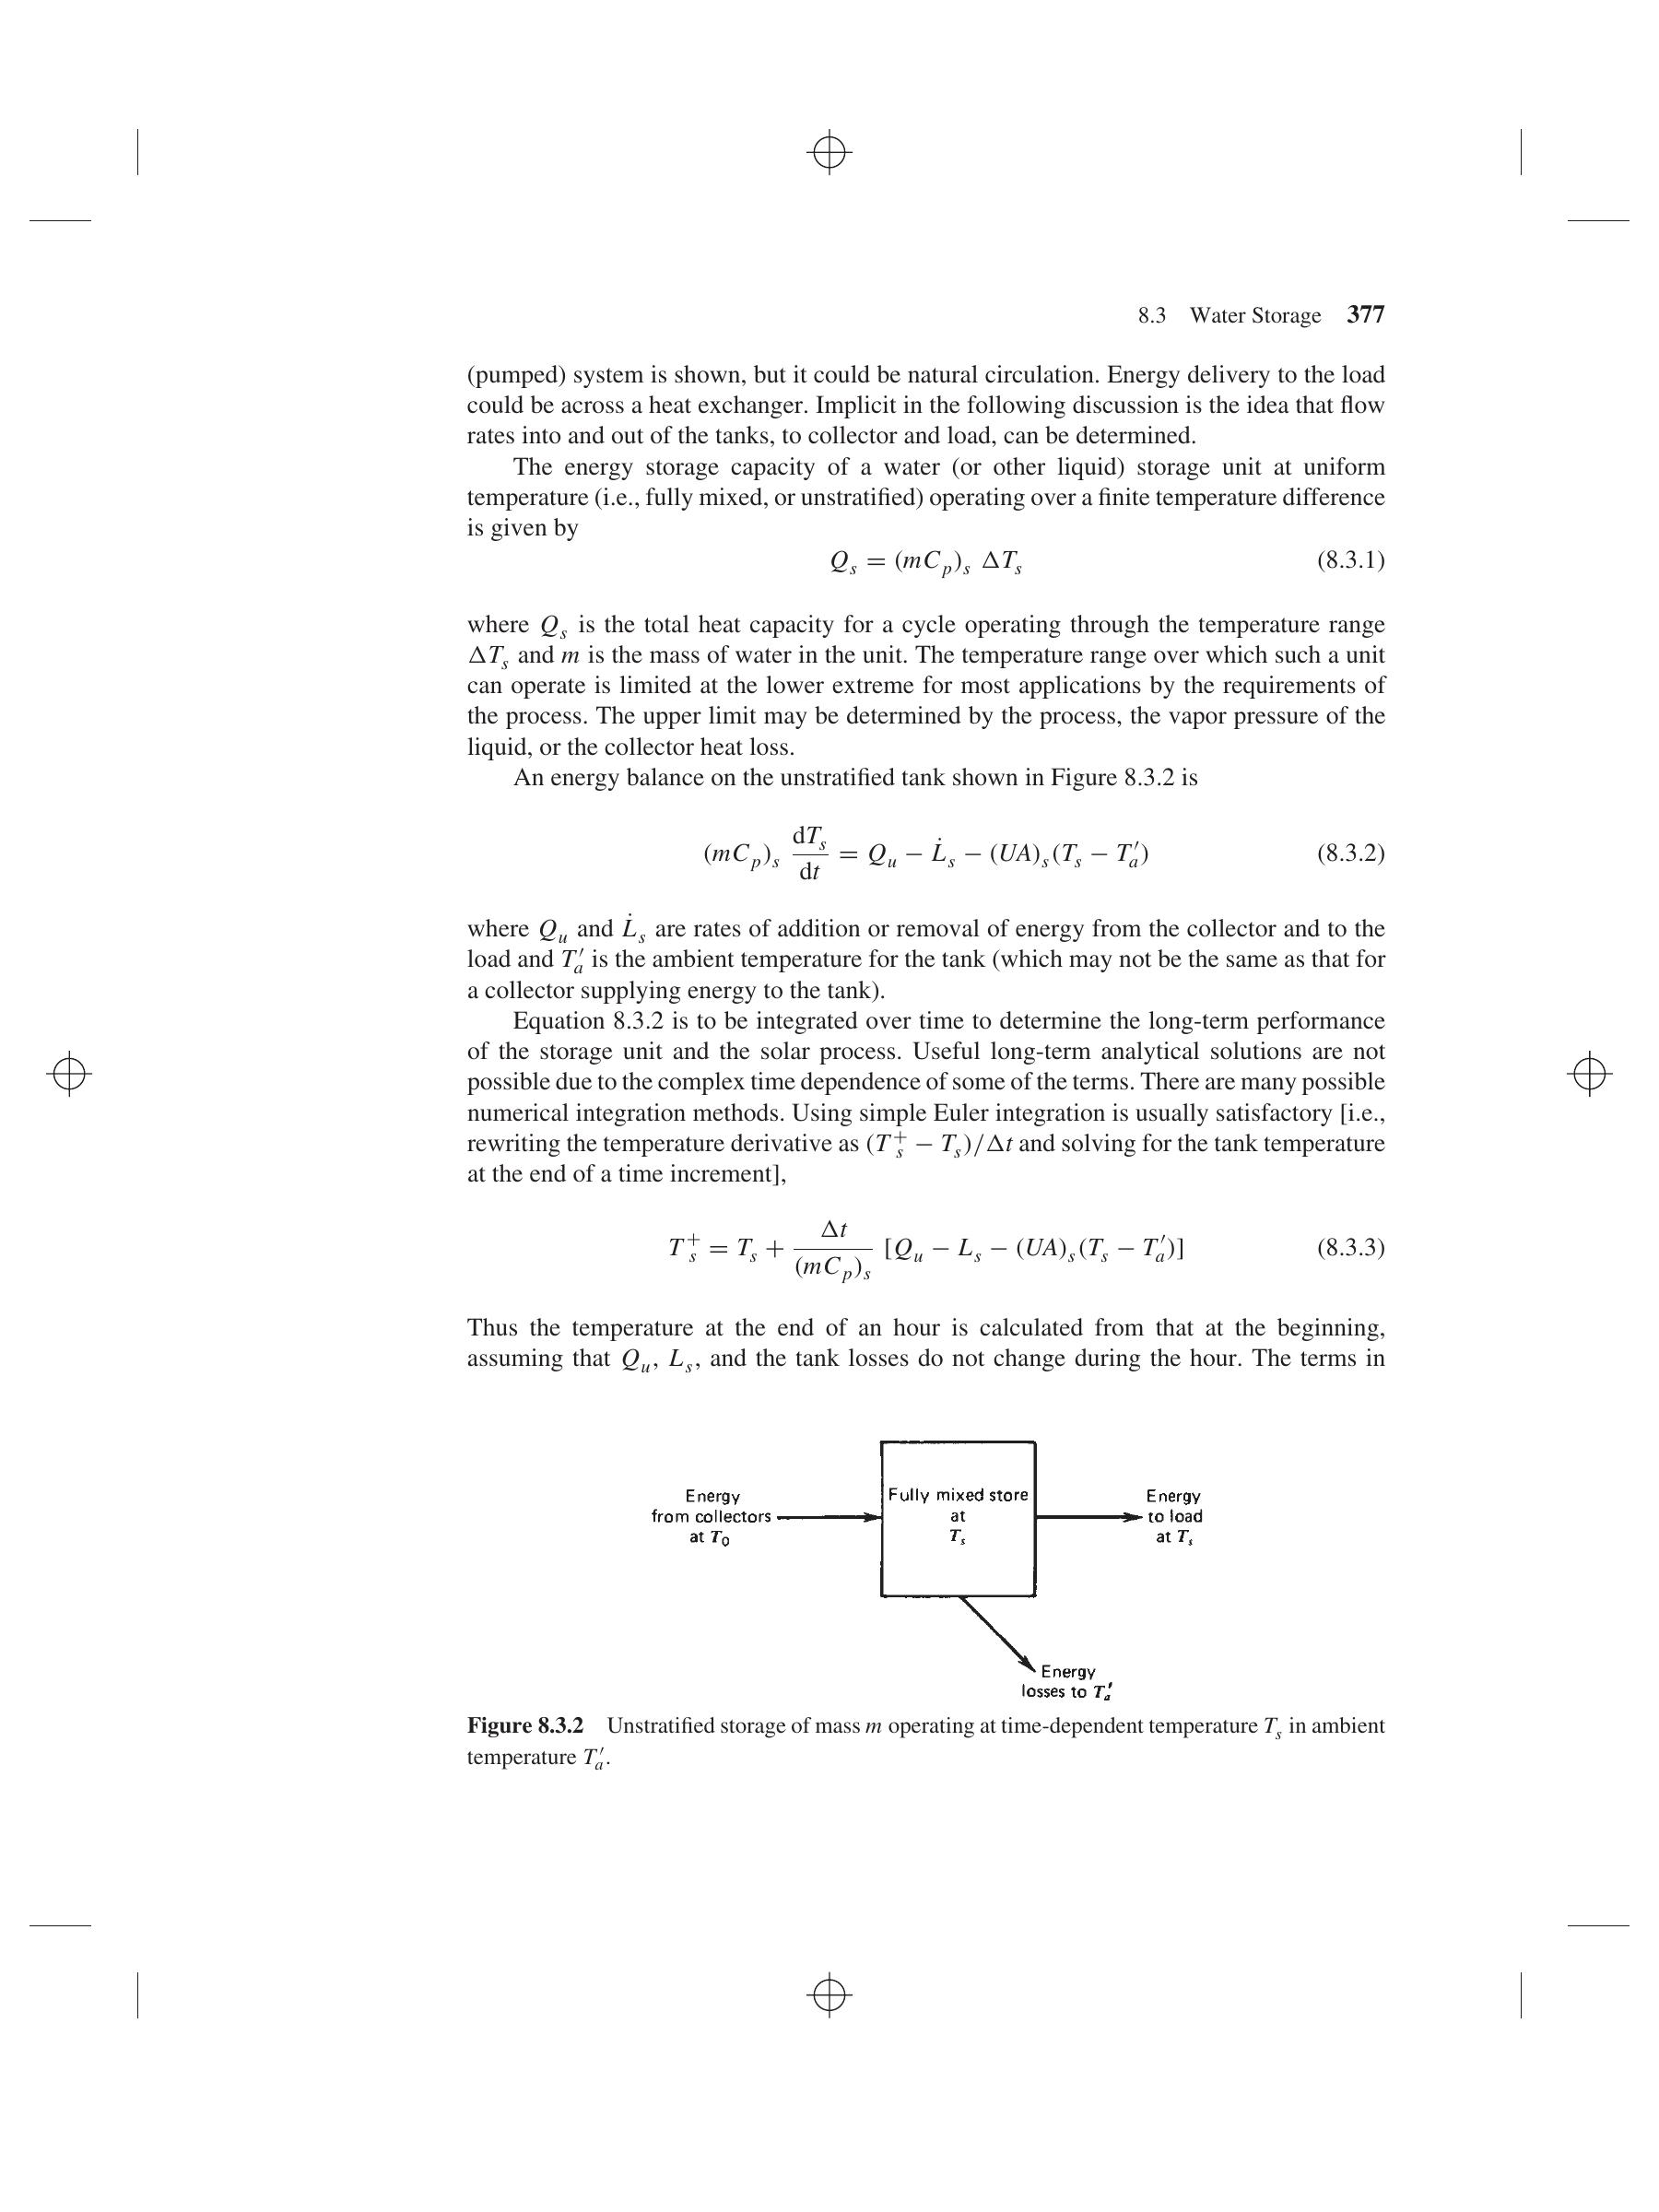 8.3 Water Storage 377
(pumped) system is shown, but it could be natural circulation. Energy delivery to the load
could be across a heat exchanger. Implicit in the following discussion is the idea that flow
rates into and out of the tanks, to collector and load, can be determined.
The energy storage capacity of a water (or other liquid) storage unit at uniform
temperature (i.e., fully mixed, or unstratified) operating over a finite temperature difference
is given by
Q_s = (mC_p)_s ΔT_s (8.3.1)
where Q_s is the total heat capacity for a cycle operating through the temperature range
ΔT_s and m is the mass of water in the unit. The temperature range over which such a unit
can operate is limited at the lower extreme for most applications by the requirements of
the process. The upper limit may be determined by the process, the vapor pressure of the
liquid, or the collector heat loss.
An energy balance on the unstratified tank shown in Figure 8.3.2 is
(mC_p)_s dT_s/dt = Q_u − L̇_s − (UA)_s(T_s − T′_a) (8.3.2)
where Q_u and L̇_s are rates of addition or removal of energy from the collector and to the
load and T′_a is the ambient temperature for the tank (which may not be the same as that for
a collector supplying energy to the tank).
Equation 8.3.2 is to be integrated over time to determine the long-term performance
of the storage unit and the solar process. Useful long-term analytical solutions are not
possible due to the complex time dependence of some of the terms. There are many possible
numerical integration methods. Using simple Euler integration is usually satisfactory [i.e.,
rewriting the temperature derivative as (T_s^+ − T_s)/Δt and solving for the tank temperature
at the end of a time increment],
T_s^+ = T_s + Δt/(mC_p)_s [Q_u − L_s − (UA)_s(T_s − T′_a)] (8.3.3)
Thus the temperature at the end of an hour is calculated from that at the beginning,
assuming that Q_u, L_s, and the tank losses do not change during the hour. The terms in
Energy
from collectors
at T_0
Fully mixed store
at
T_s
Energy
to load
at T_s
Energy
losses to T′_a
Figure 8.3.2 Unstratified storage of mass m operating at time-dependent temperature T_s in ambient
temperature T′_a.